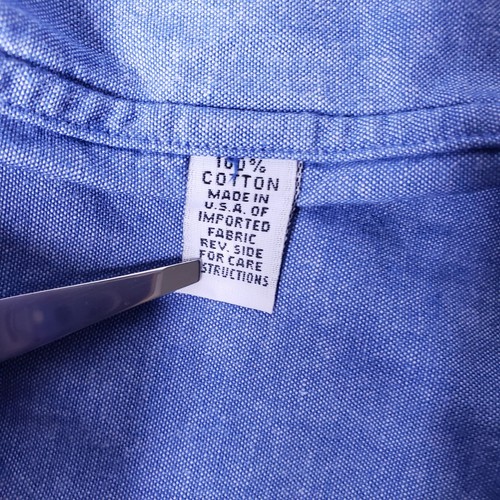 100%
COTTON
MADE IN
U.S.A. OF
IMPORTED
FABRIC
REV. SIDE
FOR CARE
STRUCTIONS